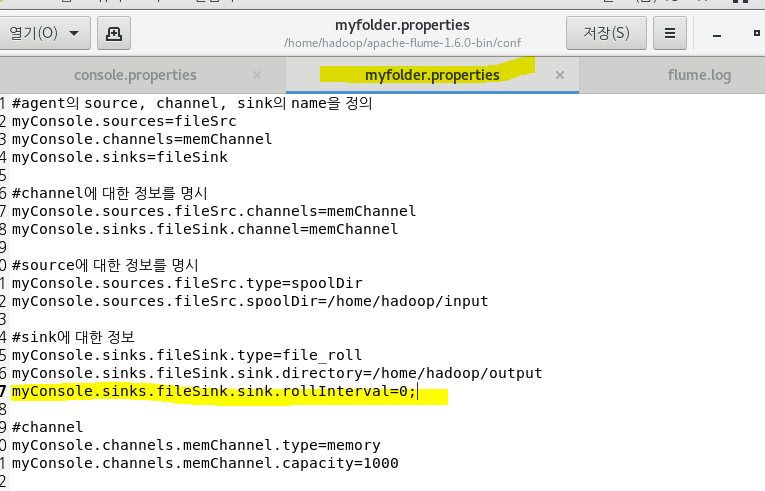 열기(O)
myfolder.properties
/home/hadoop/apache-flume-1.6.0-bin/conf
저장(S)
console.properties ×
myfolder.properties ×
flume.log
1 #agent의 source, channel, sink의 name을 정의
2 myConsole.sources=fileSrc
3 myConsole.channels=memChannel
4 myConsole.sinks=fileSink
5
6 #channel에 대한 정보를 명시
7 myConsole.sources.fileSrc.channels=memChannel
8 myConsole.sinks.fileSink.channel=memChannel
9
0 #source에 대한 정보를 명시
1 myConsole.sources.fileSrc.type=spoolDir
2 myConsole.sources.fileSrc.spoolDir=/home/hadoop/input
3
4 #sink에 대한 정보
5 myConsole.sinks.fileSink.type=file_roll
6 myConsole.sinks.fileSink.sink.directory=/home/hadoop/output
7 myConsole.sinks.fileSink.sink.rollInterval=0;
8
9 #channel
0 myConsole.channels.memChannel.type=memory
1 myConsole.channels.memChannel.capacity=1000
2